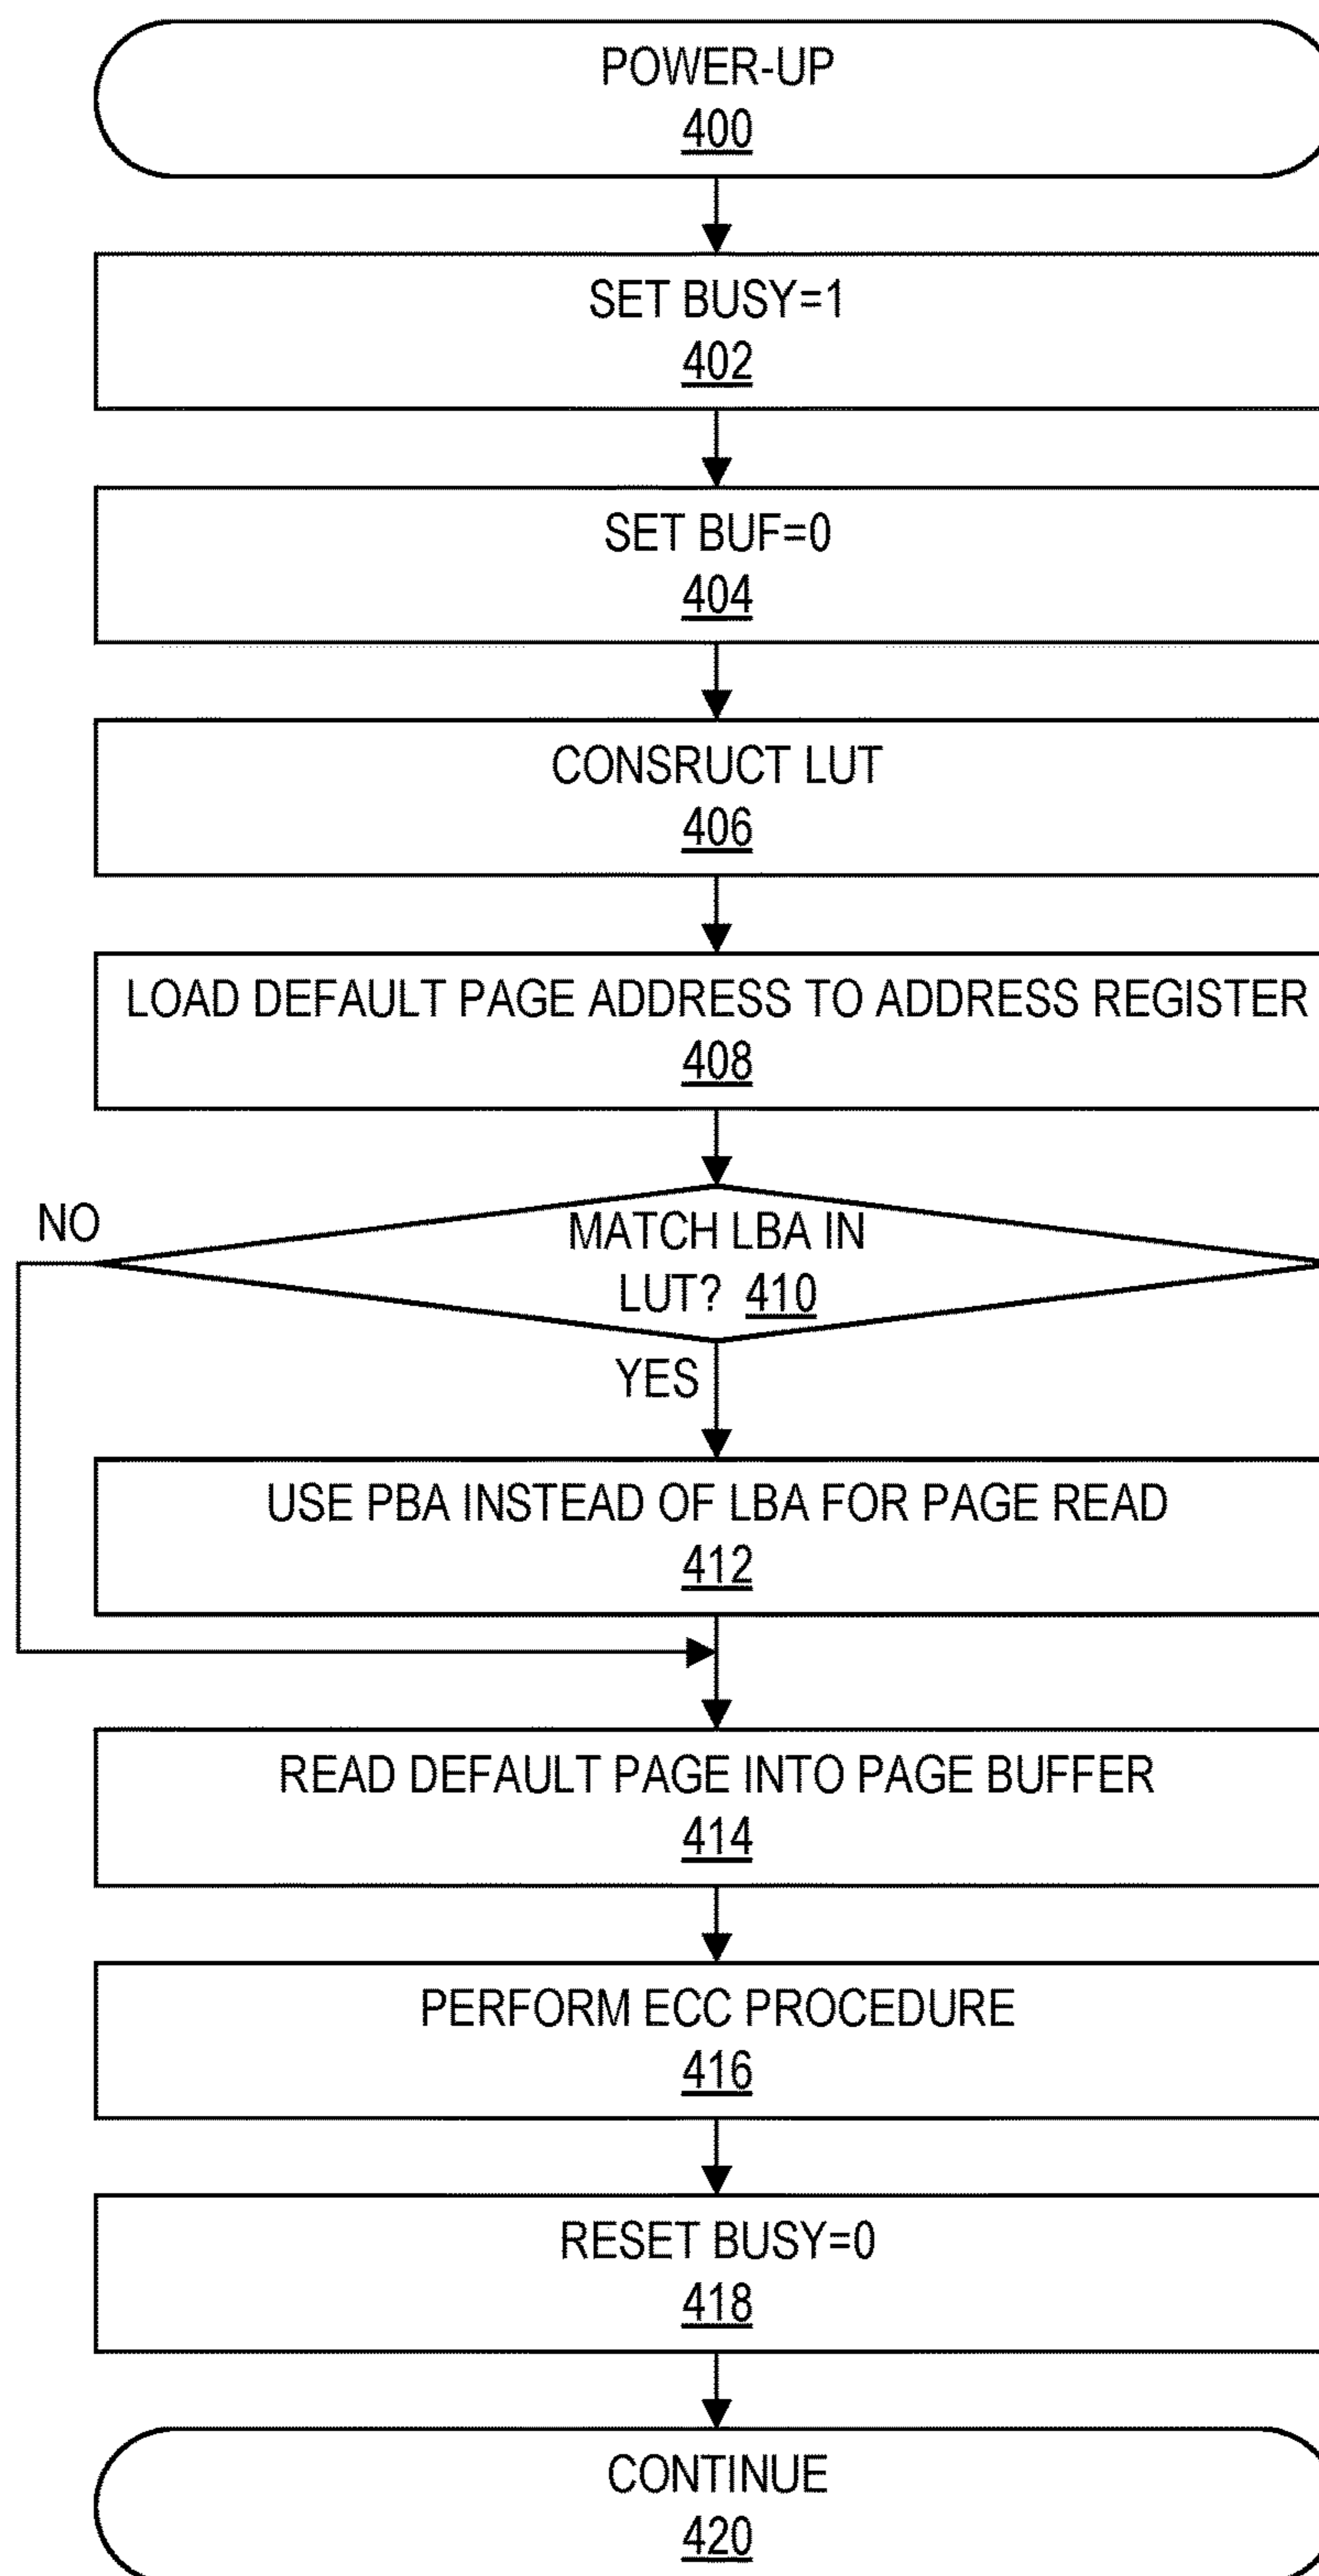 POWER-UP
400
SET BUSY=1
402
SET BUF=0
404
CONSRUCT LUT
406
LOAD DEFAULT PAGE ADDRESS TO ADDRESS REGISTER
408
NO
MATCH LBA IN
LUT? 410
YES
USE PBA INSTEAD OF LBA FOR PAGE READ
412
READ DEFAULT PAGE INTO PAGE BUFFER
414
PERFORM ECC PROCEDURE
416
RESET BUSY=0
418
CONTINUE
420